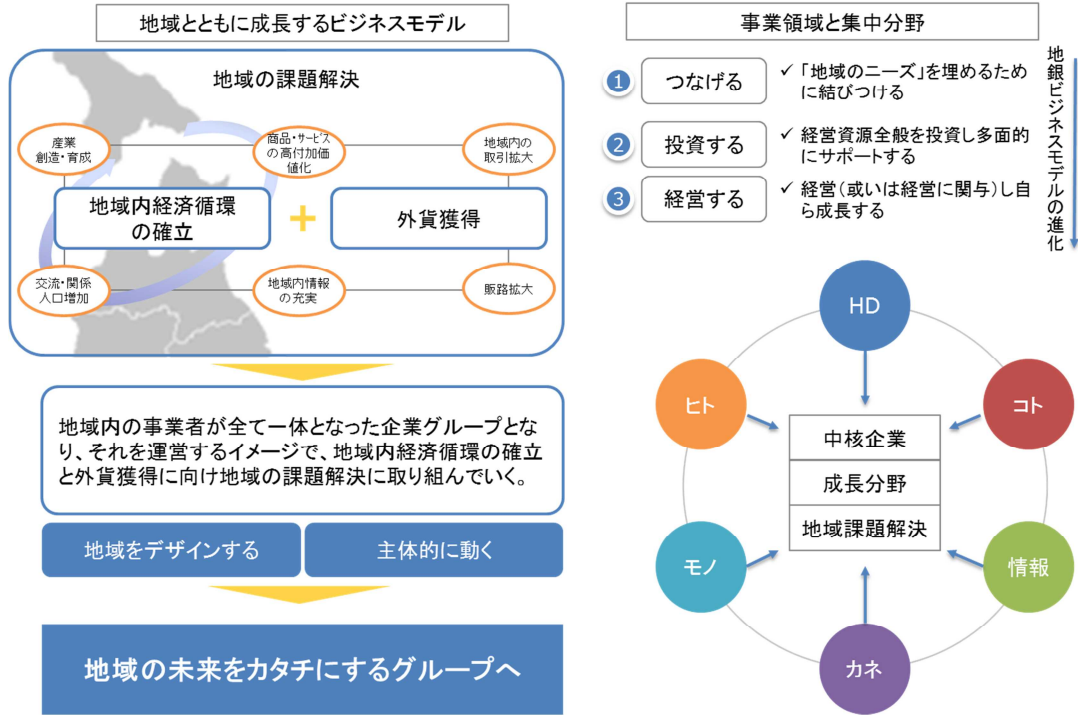 地域とともに成長するビジネスモデル
地域の課題解決
産業
創造・育成
商品・サービス
の高付加価
値化
地域内の
取引拡大
地域内経済循環
の確立
+
外貨獲得
交流・関係
人口増加
地域内情報
の充実
販路拡大
地域内の事業者が全て一体となった企業グループとな
り、それを運営するイメージで、地域内経済循環の確立
と外貨獲得に向け地域の課題解決に取り組んでいく。
地域をデザインする
主体的に動く
地域の未来をカタチにするグループへ
事業領域と集中分野
1
つなげる
✓ 「地域のニーズ」を埋めるため
に結びつける
2
投資する
✓ 経営資源全般を投資し多面的
にサポートする
3
経営する
✓ 経営(或いは経営に関与)し自
ら成長する
地銀ビジネスモデルの進化
HD
ヒト
コト
中核企業
成長分野
地域課題解決
モノ
情報
カネ